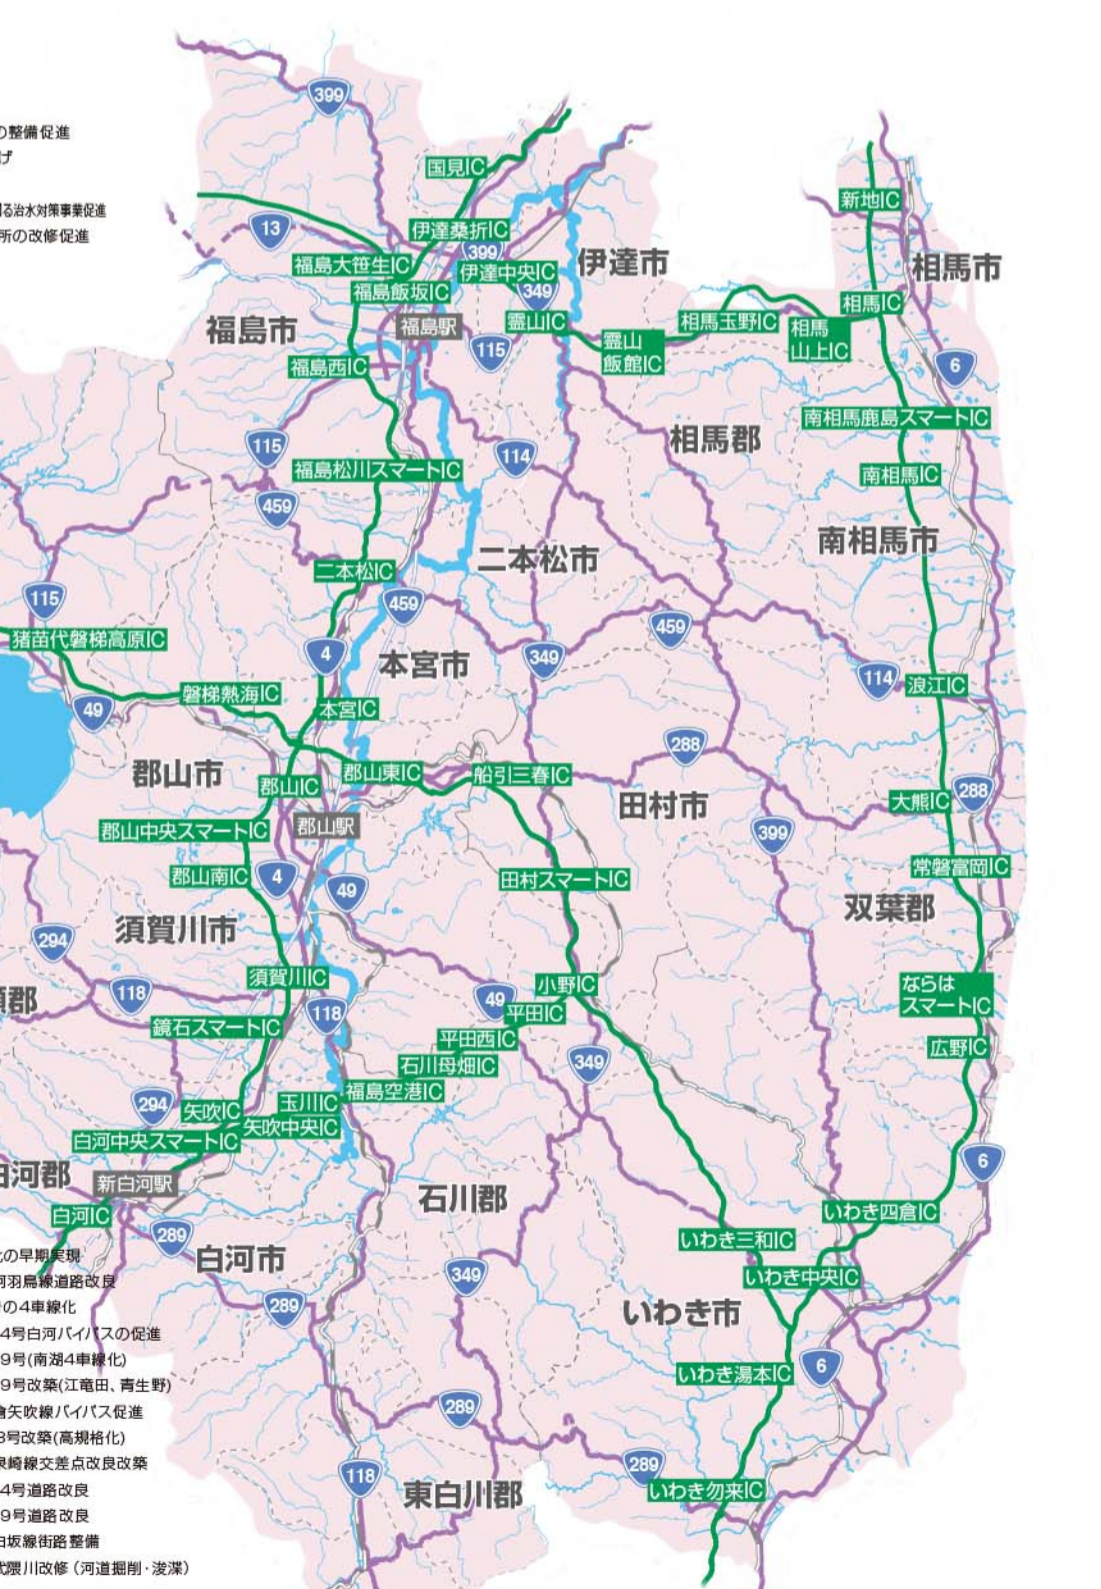 の整備促進
げ
る治水対策事業促進
所の改修促進
399
国見IC
新地IC
13
伊達桑折IC
399
伊達市
相馬市
福島大笹生IC
伊達中央IC
福島飯坂IC
349
相馬IC
福島市
福島駅
霊山IC
相馬玉野IC
相馬
山上IC
霊山
飯館IC
115
福島西IC
6
南相馬鹿島スマートIC
相馬郡
115
114
福島松川スマートIC
南相馬IC
459
南相馬市
二本松市
二本松IC
115
459
459
猪苗代磐梯高原IC
4
349
本宮市
114
浪江IC
磐梯熱海IC
49
本宮IC
288
郡山市
郡山東IC
船引三春IC
郡山IC
288
大熊IC
田村市
郡山中央スマートIC
郡山駅
399
常磐富岡IC
郡山南IC
4
49
田村スマートIC
双葉郡
須賀川市
294
須賀川IC
小野IC
ならは
スマートIC
118
49
郡
平田IC
118
鏡石スマートIC
平田西IC
広野IC
石川母畑IC
349
福島空港IC
294
玉川IC
矢吹IC
矢吹中央IC
白河中央スマートIC
6
白河郡
新白河駅
石川郡
白河IC
いわき四倉IC
289
いわき三和IC
白河市
349
いわき中央IC
289
いわき市
6
いわき湯本IC
289
289
118
いわき勿来IC
東白川郡
化の早期実現
河羽鳥線道路改良
の4車線化
4号白河バイパスの促進
9号(南湖4車線化)
9号改築(江竜田、青生野)
倉矢吹線バイパス促進
8号改築(高規格化)
泉崎線交差点改良改築
4号道路改良
9号道路改良
白坂線街路整備
武隈川改修（河道掘削・浚渫）